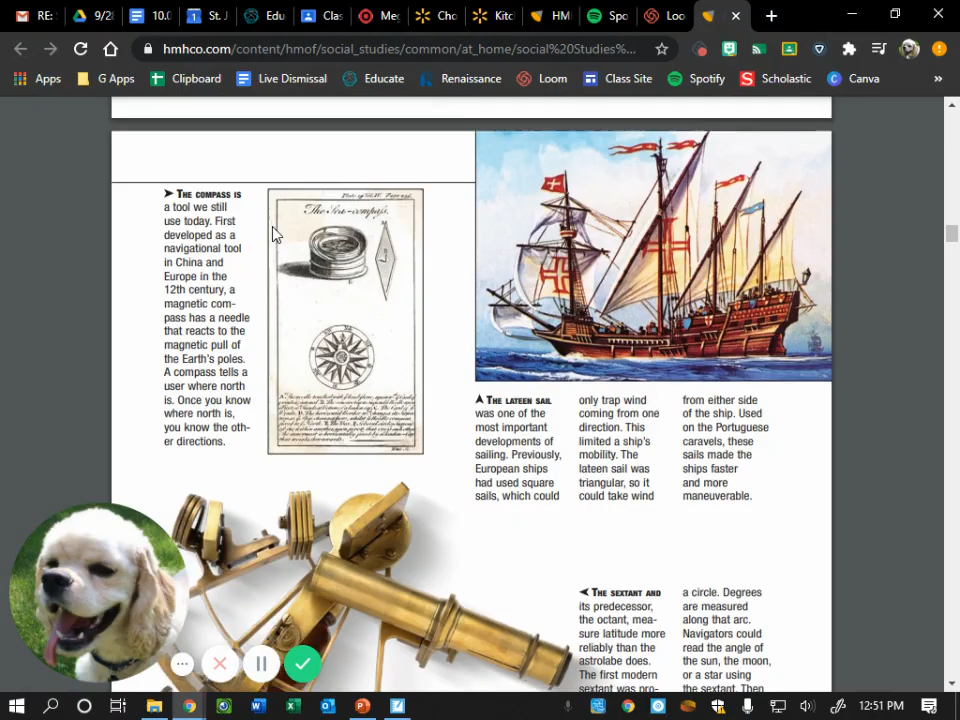 RE:
9/2
10.0
St. J
Edu
Clas
Me
Cho
Kitc
HM
Spo
Loo
hmhco.com/content/hmof/social_studies/common/at_home/social%20Studies%...
Apps
G Apps
Clipboard
Live Dismissal
Educate
Renaissance
Loom
Class Site
Spotify
Scholastic
Canva
»
THE COMPASS IS
a tool we still
use today. First
developed as a
navigational tool
in China and
Europe in the
12th century, a
magnetic com-
pass has a needle
that reacts to the
magnetic pull of
the Earth's poles.
A compass tells a
user where north
is. Once you know
where north is,
you know the oth-
er directions.
The Sea-compass.
THE LATEEN SAIL
was one of the
most important
developments of
sailing. Previously,
European ships
had used square
sails, which could
only trap wind
coming from one
direction. This
limited a ship's
mobility. The
lateen sail was
triangular, so it
could take wind
from either side
of the ship. Used
on the Portuguese
caravels, these
sails made the
ships faster
and more
maneuverable.
THE SEXTANT AND
its predecessor,
the octant, mea-
sure latitude more
reliably than the
astrolabe does.
The first modern
sextant was pro-
a circle. Degrees
are measured
along that arc.
Navigators could
read the angle of
the sun, the moon,
or a star using
the sextant. Then
12:51 PM